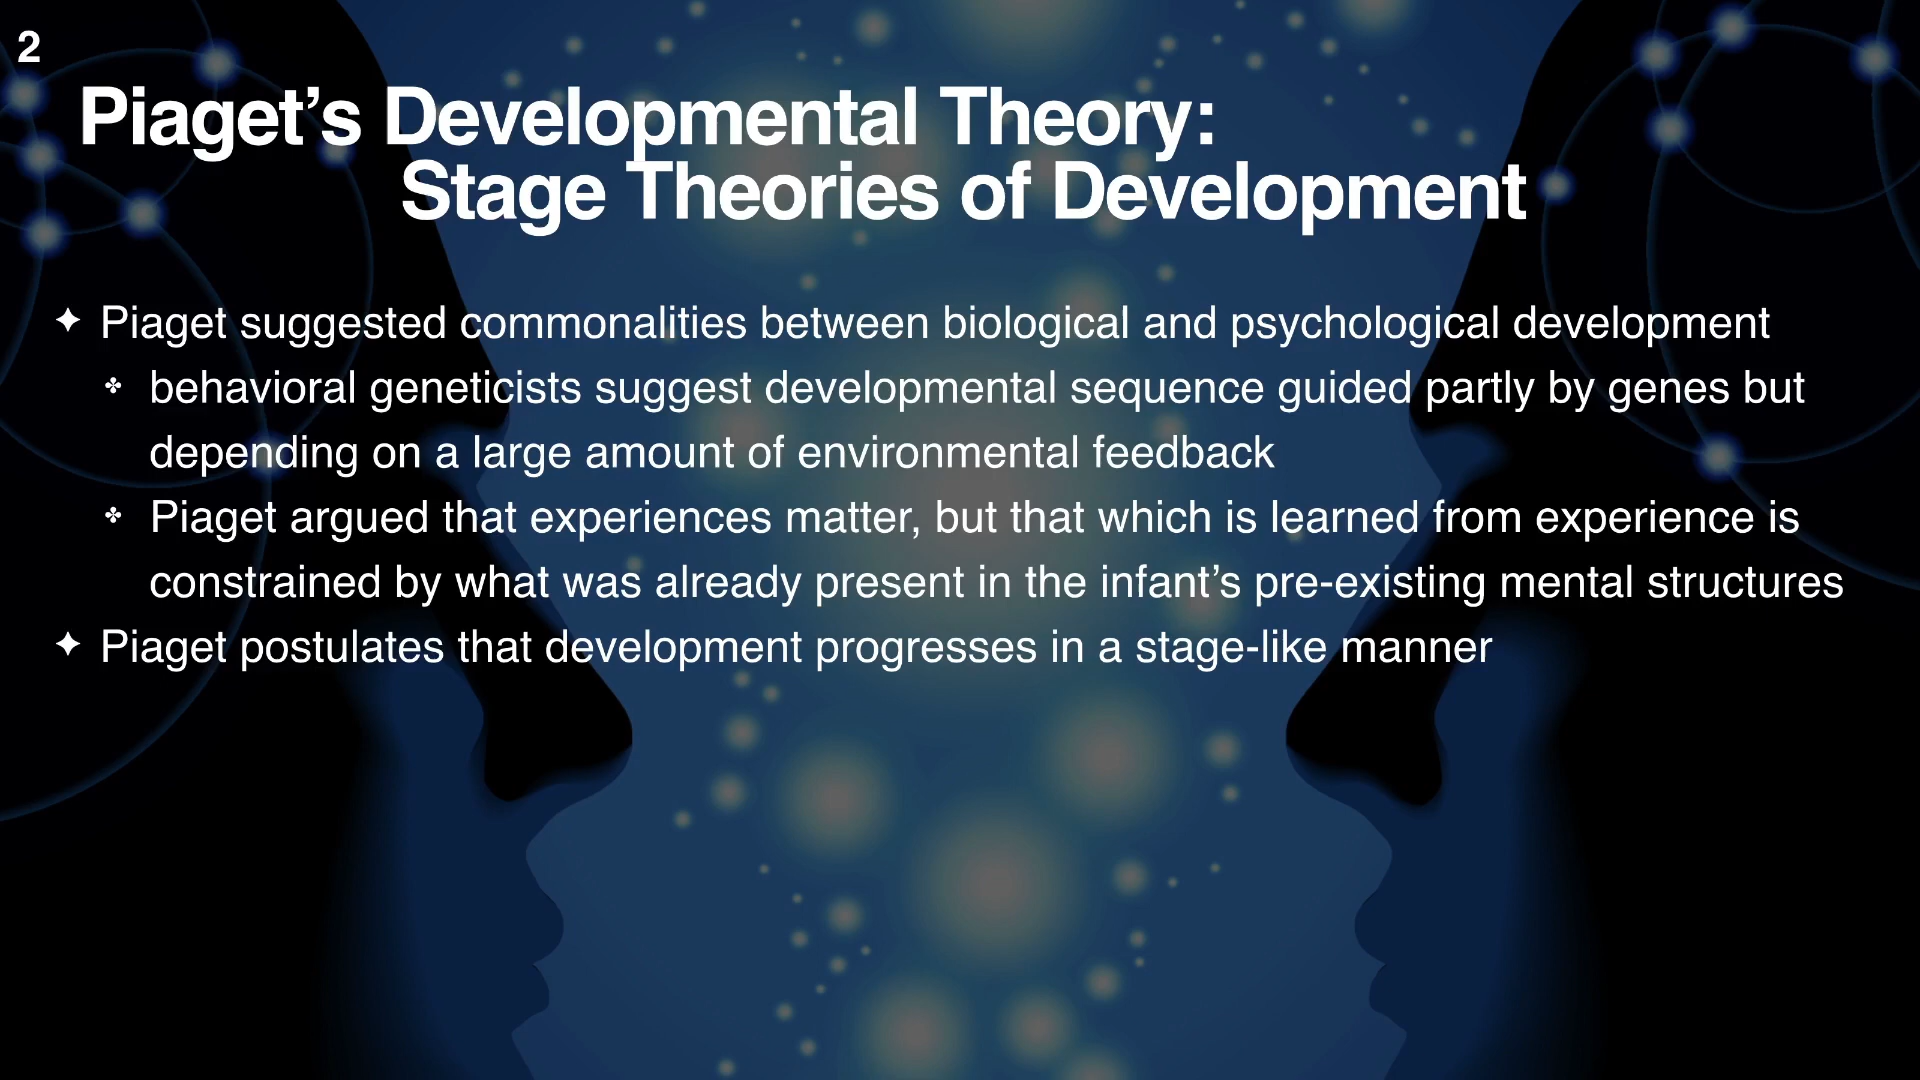 2
Piaget’s Developmental Theory:
Stage Theories of Development
✦ Piaget suggested commonalities between biological and psychological development
✤ behavioral geneticists suggest developmental sequence guided partly by genes but
depending on a large amount of environmental feedback
✤ Piaget argued that experiences matter, but that which is learned from experience is
constrained by what was already present in the infant’s pre-existing mental structures
✦ Piaget postulates that development progresses in a stage-like manner